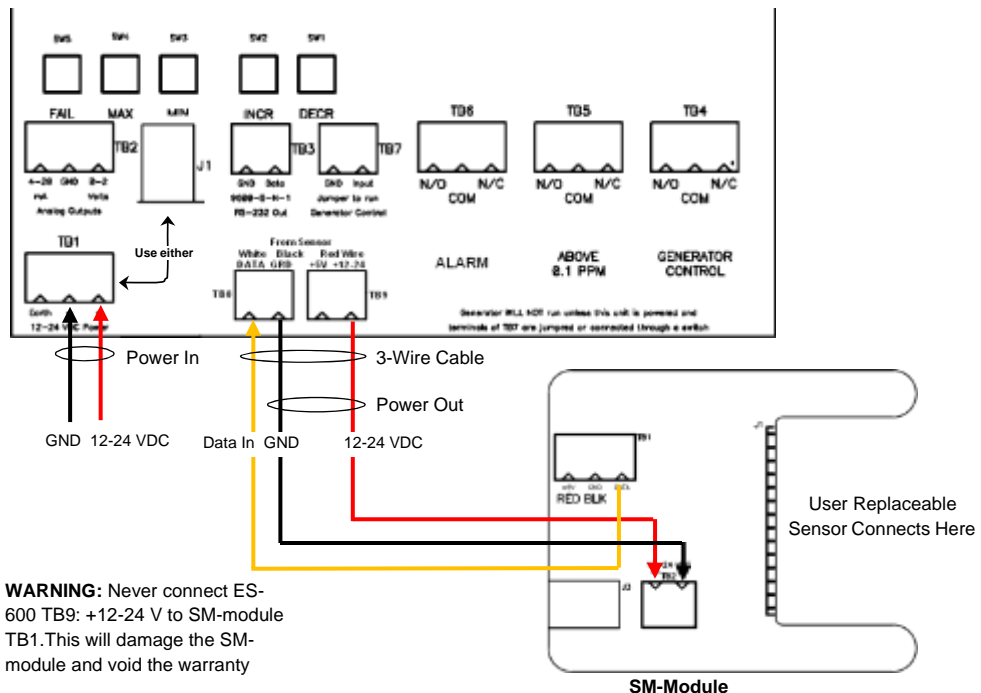 SW5 SW4 SW3 SW2 SW1
FAIL MAX MIN INCR DECR
TB6 TB5 TB4
TB2 J1 TB3 TB7
4-20 GND 0-2
mA Volts
Analog Outputs
GND Data
9600-8-N-1
RS-232 Out
GND Input
Jumper to run
Generator Control
N/O N/C
COM
N/O N/C
COM
N/O N/C
COM
TB1
Use either
From Sensor
White Black Red Wire
DATA GRD +5V +12-24
TB8 TB9
ALARM
ABOVE
0.1 PPM
GENERATOR
CONTROL
Earth
12-24 VDC Power
Generator WILL NOT run unless this unit is powered and
terminals of TB7 are jumped or connected through a switch
Power In
3-Wire Cable
Power Out
GND 12-24 VDC
Data In GND 12-24 VDC
TB1
GND
RED BLK
User Replaceable
Sensor Connects Here
TB2
WARNING: Never connect ES-
600 TB9: +12-24 V to SM-module
TB1.This will damage the SM-
module and void the warranty
SM-Module